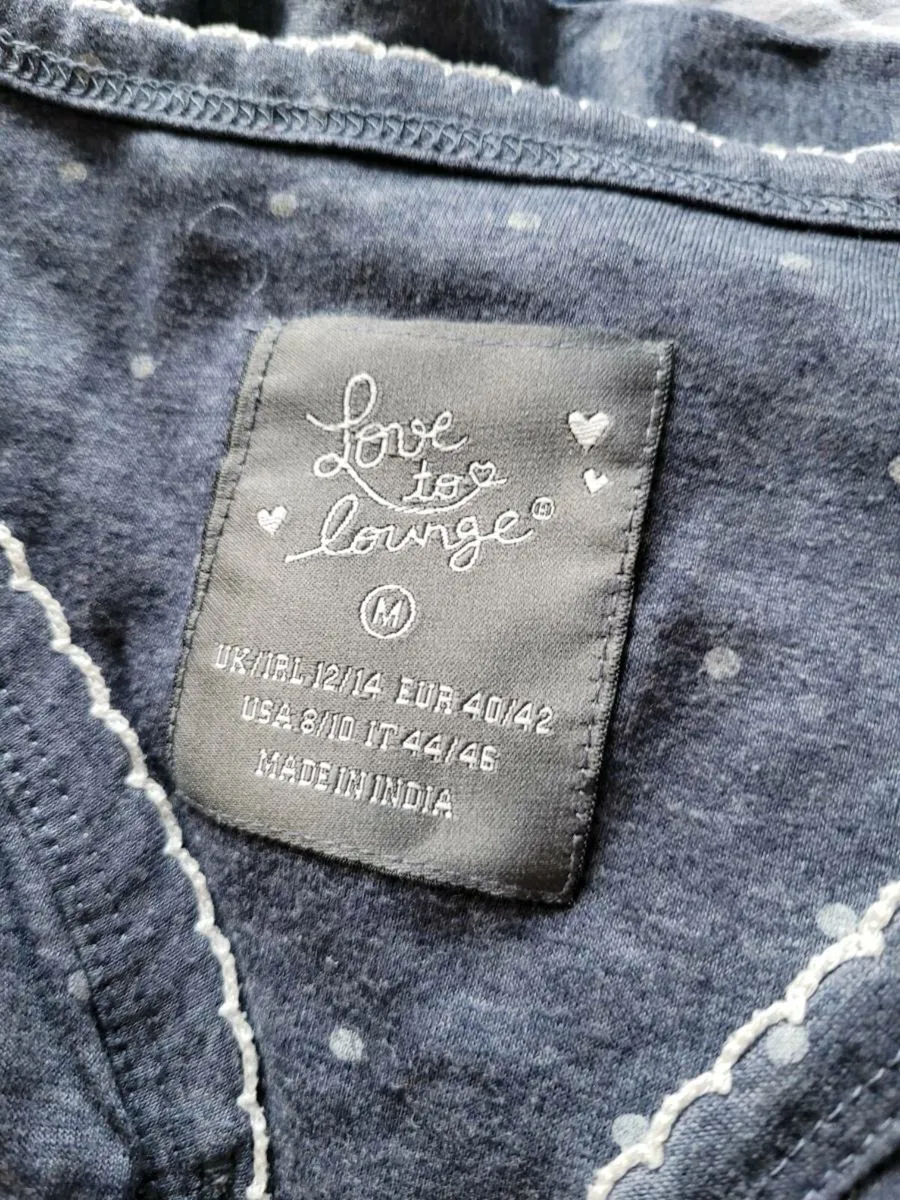 Love
to
lounge®
M
UK/IRL 12/14 EUR 40/42
USA 8/10 IT 44/46
MADE IN INDIA